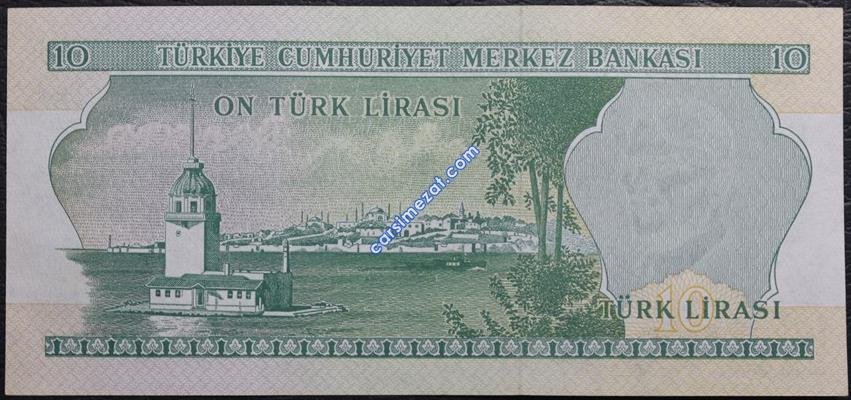 10 TÜRKİYE CUMHURİYET MERKEZ BANKASI 10
ON TÜRK LİRASI
carsimezat.com
10
TÜRK LİRASI